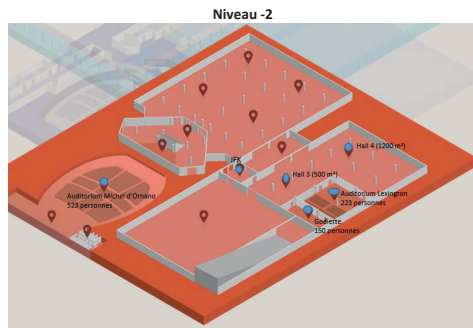 Niveau -2
JFK
Hall 4 (1200 m²)
Hall 3 (500 m²)
Auditorium Michel d'Ornano
528 personnes
Auditorium Lexington
223 personnes
Goélette
150 personnes